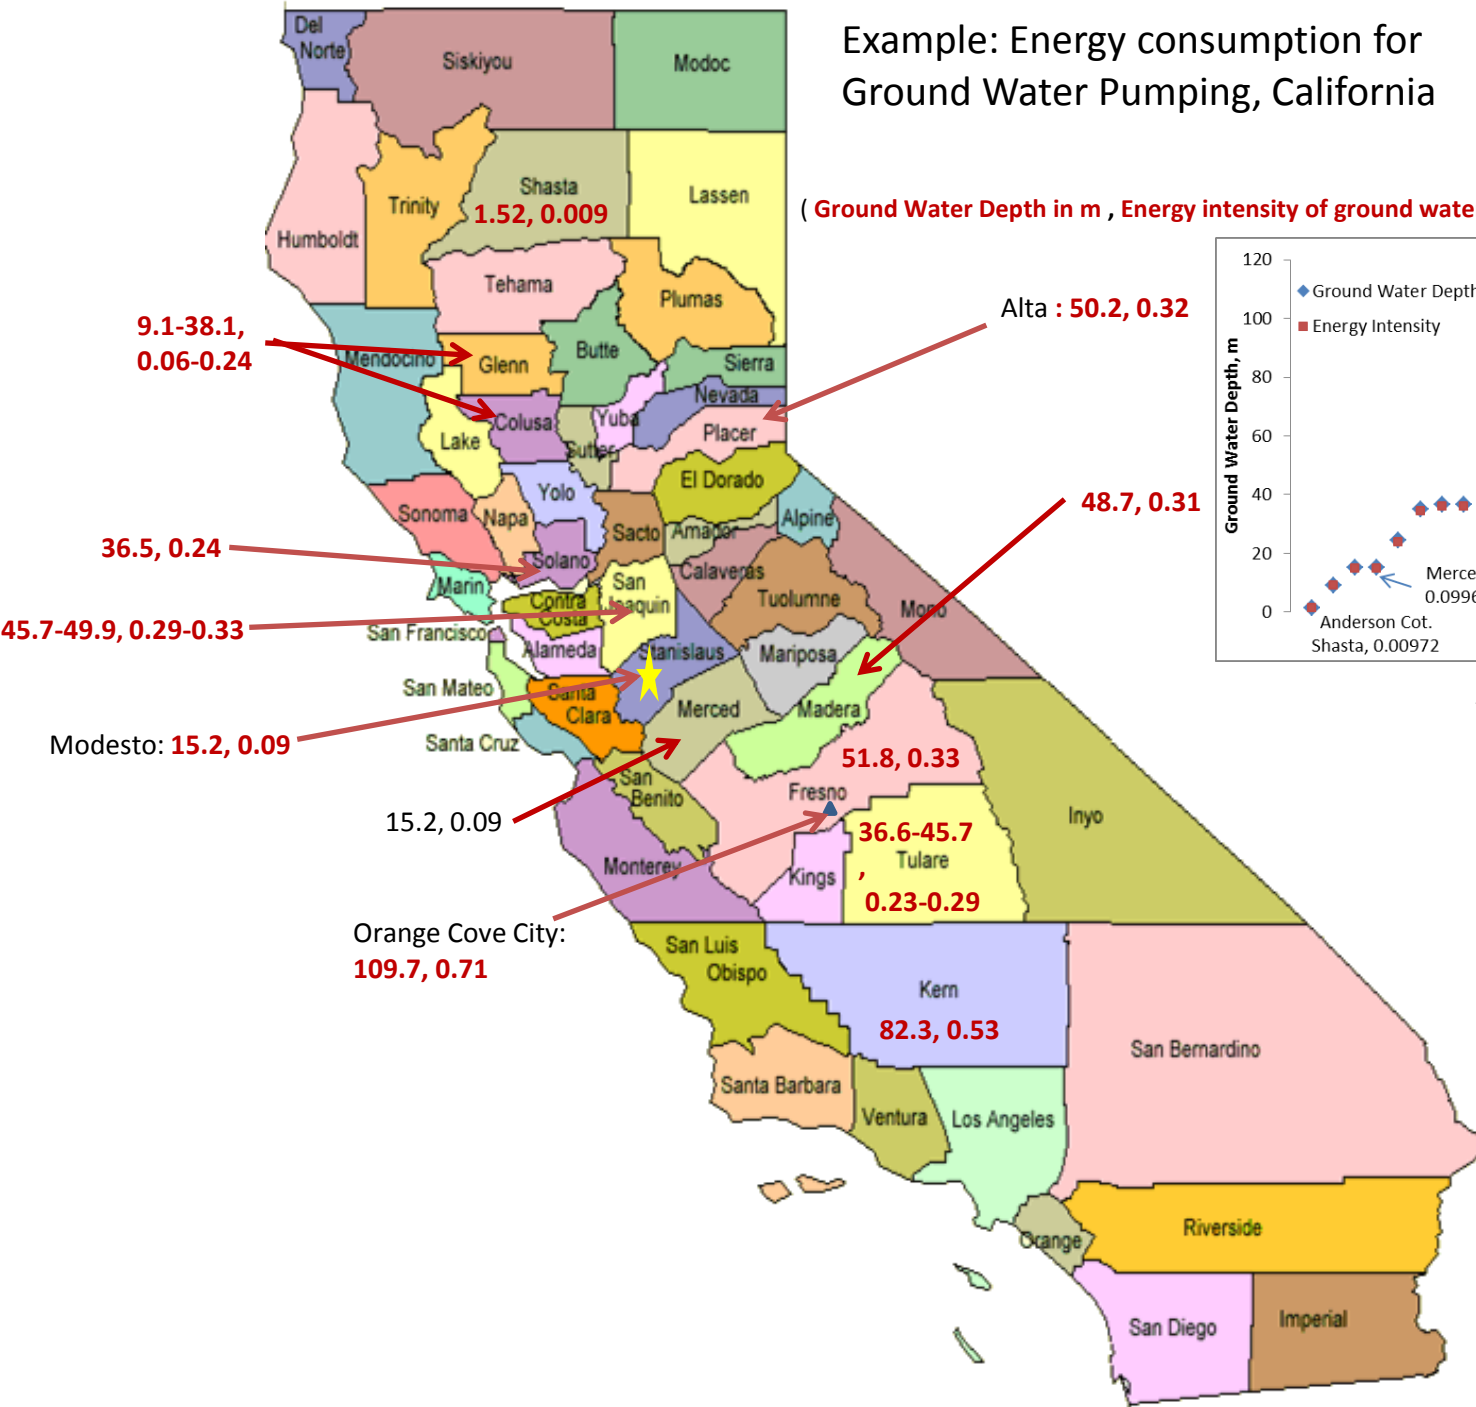 Example: Energy consumption for
Ground Water Pumping, California
( Ground Water Depth in m , Energy intensity of ground wate
Del
Norte
Siskiyou
Modoc
Shasta
1.52, 0.009
Lassen
Trinity
Humboldt
Tehama
Plumas
9.1-38.1,
0.06-0.24
Mendocino
Glenn
Butte
Sierra
Nevada
Alta : 50.2, 0.32
Colusa
Yuba
Placer
Lake
Sutter
El Dorado
Yolo
Sonoma
Napa
Sacto
Amador
Alpine
48.7, 0.31
36.5, 0.24
Solano
Marin
San
Joaquin
Calaveras
Tuolumne
Mono
Contra
Costa
45.7-49.9, 0.29-0.33
San Francisco
Alameda
Stanislaus
Mariposa
San Mateo
Santa
Clara
Merced
Madera
Modesto: 15.2, 0.09
Santa Cruz
51.8, 0.33
San
Benito
Fresno
Inyo
15.2, 0.09
36.6-45.7
,
0.23-0.29
Tulare
Monterey
Kings
Orange Cove City:
109.7, 0.71
San Luis
Obispo
Kern
82.3, 0.53
San Bernardino
Santa Barbara
Ventura
Los Angeles
Orange
Riverside
San Diego
Imperial
Ground Water Depth, m
120
100
80
60
40
20
0
Ground Water Depth
Energy Intensity
Merce
0.0996
Anderson Cot.
Shasta, 0.00972